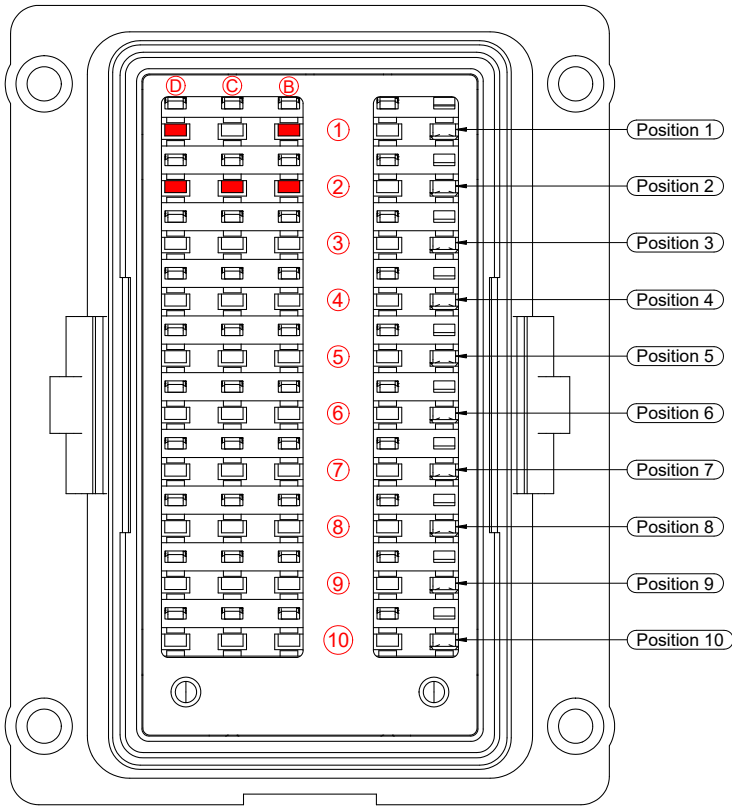 D C B
1 Position 1
2 Position 2
3 Position 3
4 Position 4
5 Position 5
6 Position 6
7 Position 7
8 Position 8
9 Position 9
10 Position 10